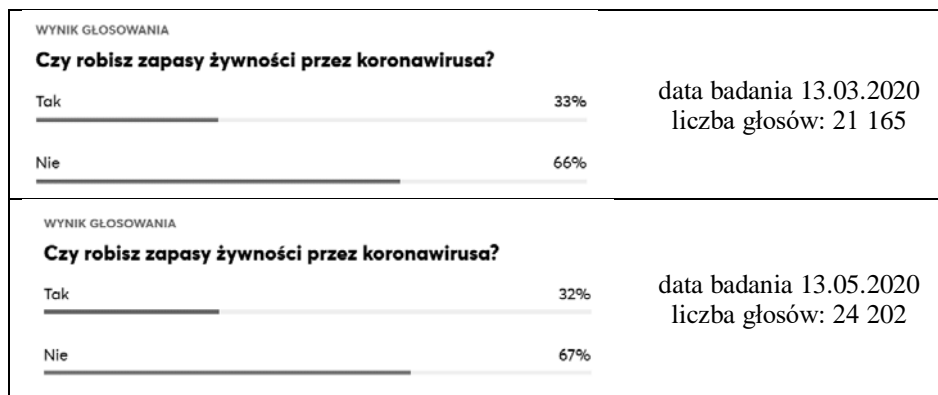 WYNIK GŁOSOWANIA
Czy robisz zapasy żywności przez koronawirusa?
Tak 33%
Nie 66%
data badania 13.03.2020
liczba głosów: 21 165
WYNIK GŁOSOWANIA
Czy robisz zapasy żywności przez koronawirusa?
Tak 32%
Nie 67%
data badania 13.05.2020
liczba głosów: 24 202